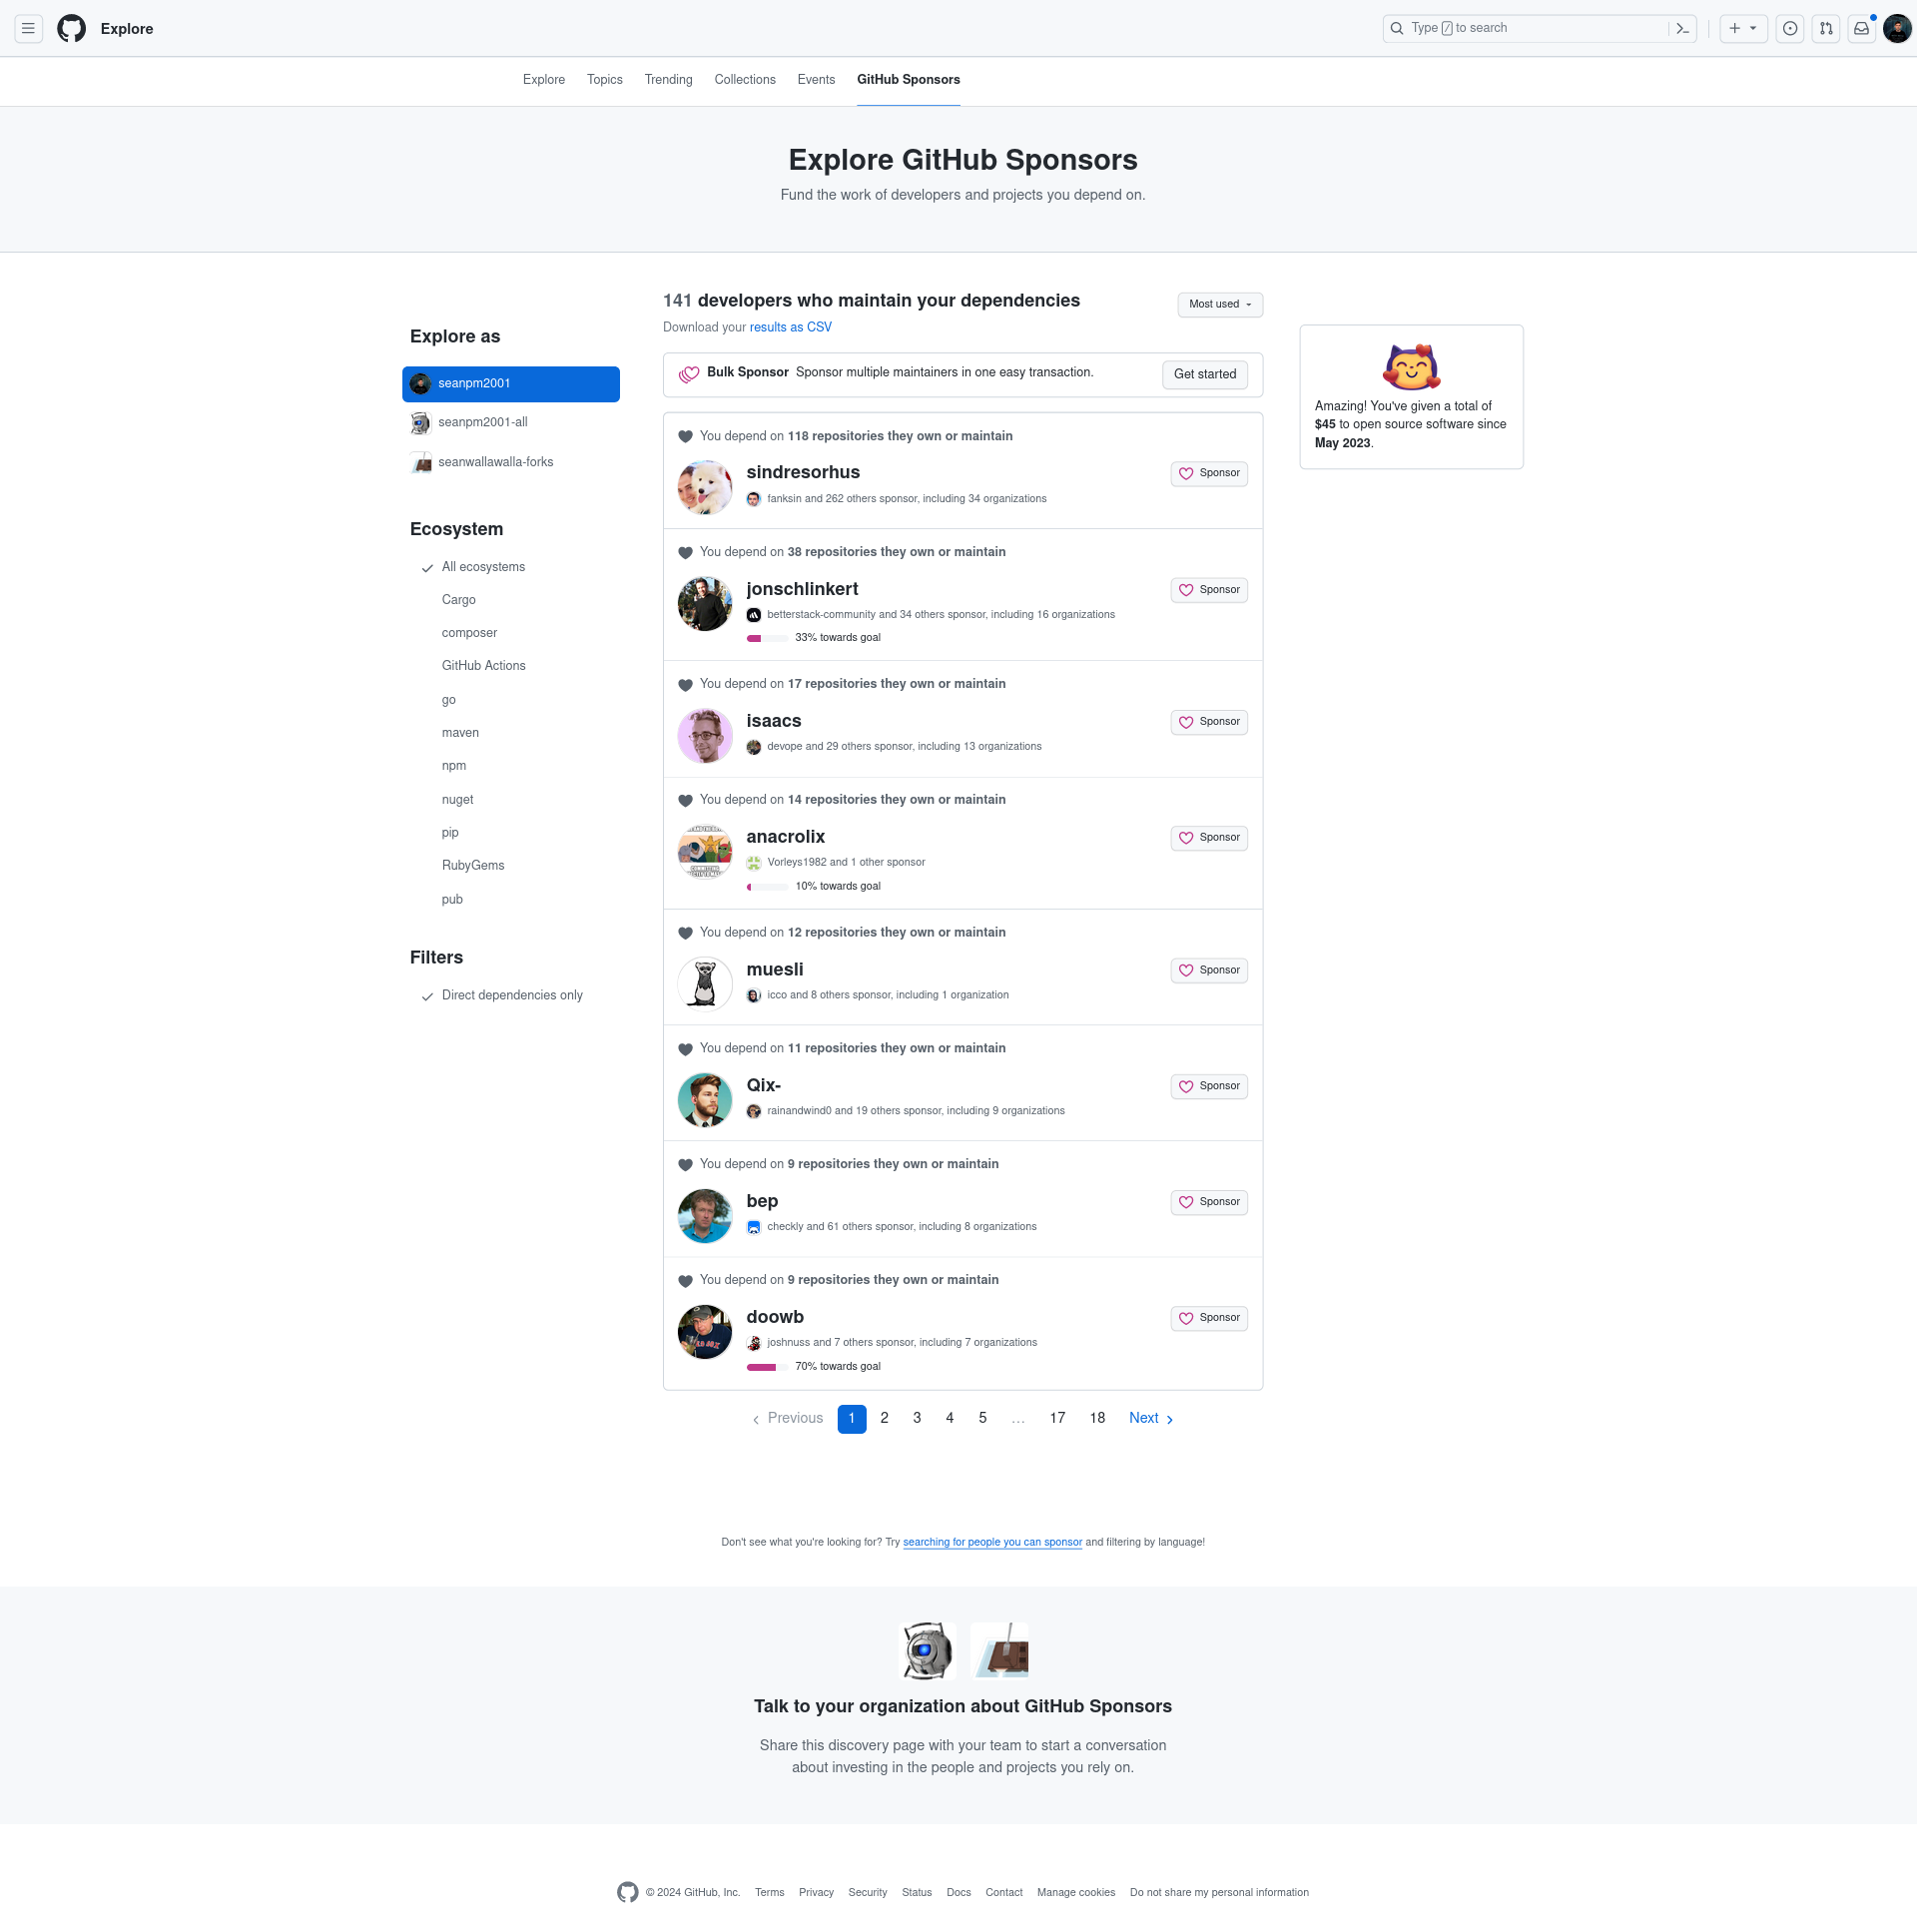 Explore
Type / to search
Explore Topics Trending Collections Events GitHub Sponsors
Explore GitHub Sponsors
Fund the work of developers and projects you depend on.
Explore as
seanpm2001
seanpm2001-all
seanwallawalla-forks
Ecosystem
All ecosystems
Cargo
composer
GitHub Actions
go
maven
npm
nuget
pip
RubyGems
pub
Filters
Direct dependencies only
141 developers who maintain your dependencies
Most used
Download your results as CSV
Bulk Sponsor Sponsor multiple maintainers in one easy transaction.
Get started
You depend on 118 repositories they own or maintain
sindresorhus
Sponsor
fanksin and 262 others sponsor, including 34 organizations
You depend on 38 repositories they own or maintain
jonschlinkert
Sponsor
betterstack-community and 34 others sponsor, including 16 organizations
33% towards goal
You depend on 17 repositories they own or maintain
isaacs
Sponsor
devope and 29 others sponsor, including 13 organizations
You depend on 14 repositories they own or maintain
anacrolix
Sponsor
Vorleys1982 and 1 other sponsor
10% towards goal
You depend on 12 repositories they own or maintain
muesli
Sponsor
icco and 8 others sponsor, including 1 organization
You depend on 11 repositories they own or maintain
Qix-
Sponsor
rainandwind0 and 19 others sponsor, including 9 organizations
You depend on 9 repositories they own or maintain
bep
Sponsor
checkly and 61 others sponsor, including 8 organizations
You depend on 9 repositories they own or maintain
doowb
Sponsor
joshnuss and 7 others sponsor, including 7 organizations
70% towards goal
Previous 1 2 3 4 5 … 17 18 Next
Amazing! You've given a total of
$45 to open source software since
May 2023.
Don't see what you're looking for? Try searching for people you can sponsor and filtering by language!
Talk to your organization about GitHub Sponsors
Share this discovery page with your team to start a conversation
about investing in the people and projects you rely on.
© 2024 GitHub, Inc. Terms Privacy Security Status Docs Contact Manage cookies Do not share my personal information